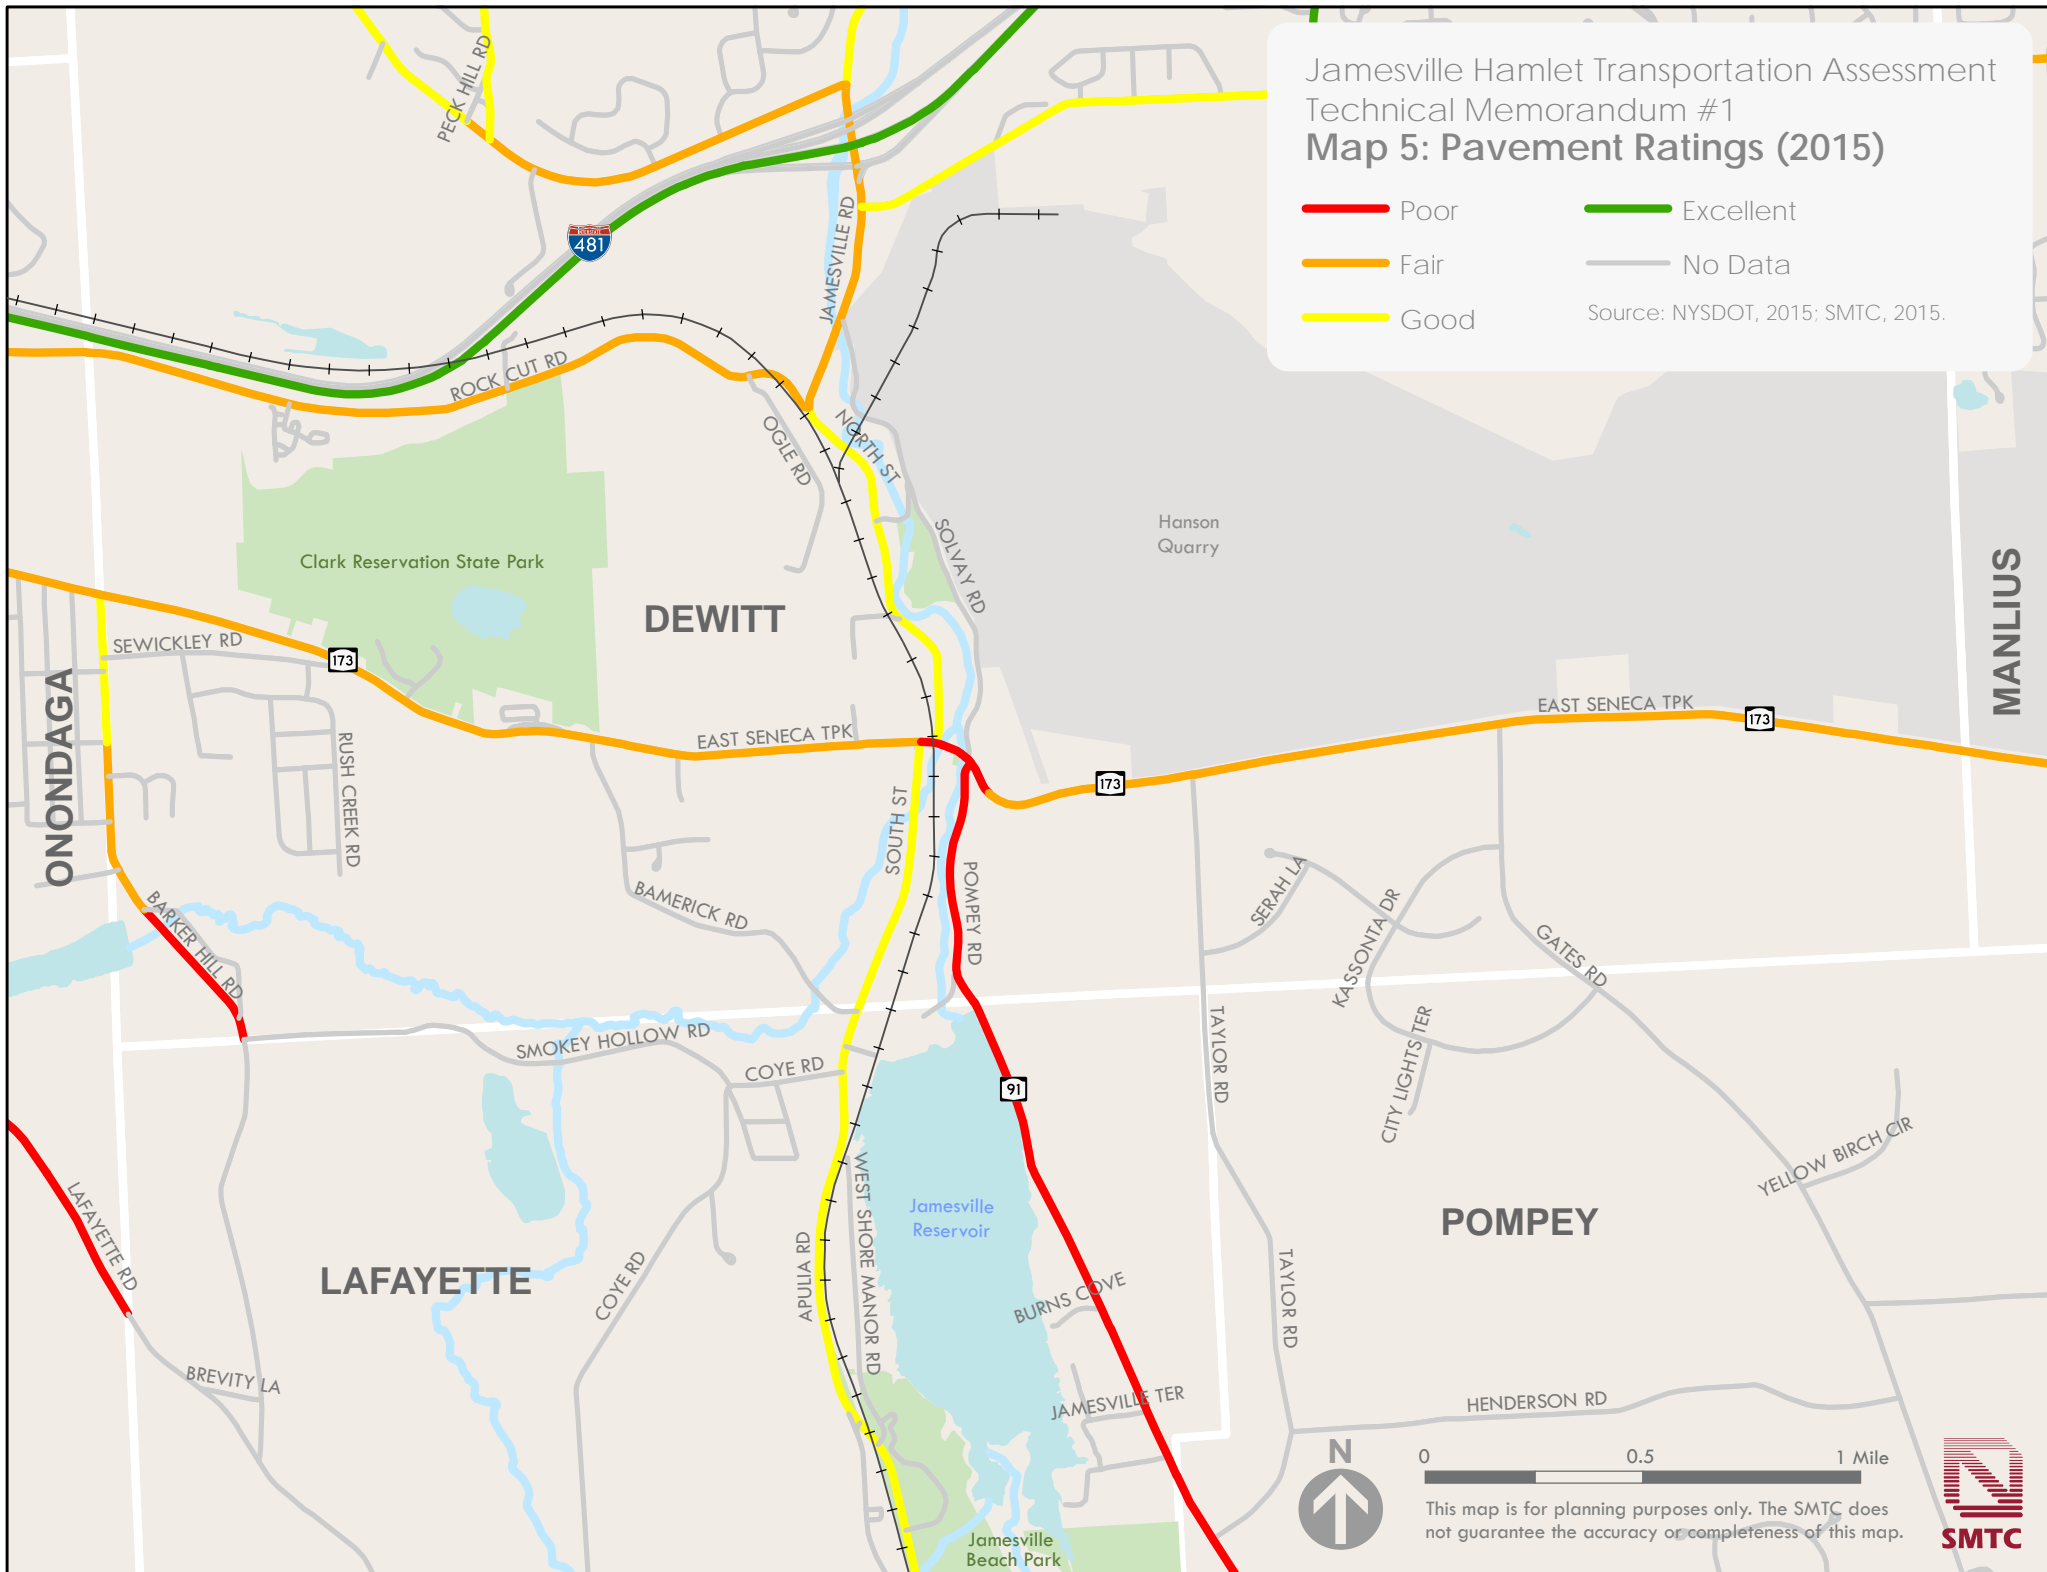 Jamesville Hamlet Transportation Assessment
Technical Memorandum #1
Map 5: Pavement Ratings (2015)
Poor
Excellent
Fair
No Data
Good
Source: NYSDOT, 2015; SMTC, 2015.
PECK HILL RD
481
JAMESVILLE RD
ROCK CUT RD
OGLE RD
NORTH ST
SOLVAY RD
Hanson
Quarry
Clark Reservation State Park
DEWITT
MANLIUS
ONONDAGA
SEWICKLEY RD
173
RUSH CREEK RD
EAST SENECA TPK
EAST SENECA TPK
173
173
SOUTH ST
POMPEY RD
BAMERICK RD
BARKER HILL RD
SERAH LA
KASSONTA DR
GATES RD
SMOKEY HOLLOW RD
COYE RD
TAYLOR RD
CITY LIGHTS TER
91
YELLOW BIRCH CIR
LAFAYETTE RD
WEST SHORE MANOR RD
Jamesville
Reservoir
POMPEY
LAFAYETTE
COYE RD
APULIA RD
BURNS COVE
TAYLOR RD
BREVITY LA
JAMESVILLE TER
HENDERSON RD
N
0 0.5 1 Mile
This map is for planning purposes only. The SMTC does
not guarantee the accuracy or completeness of this map.
SMTC
Jamesville
Beach Park